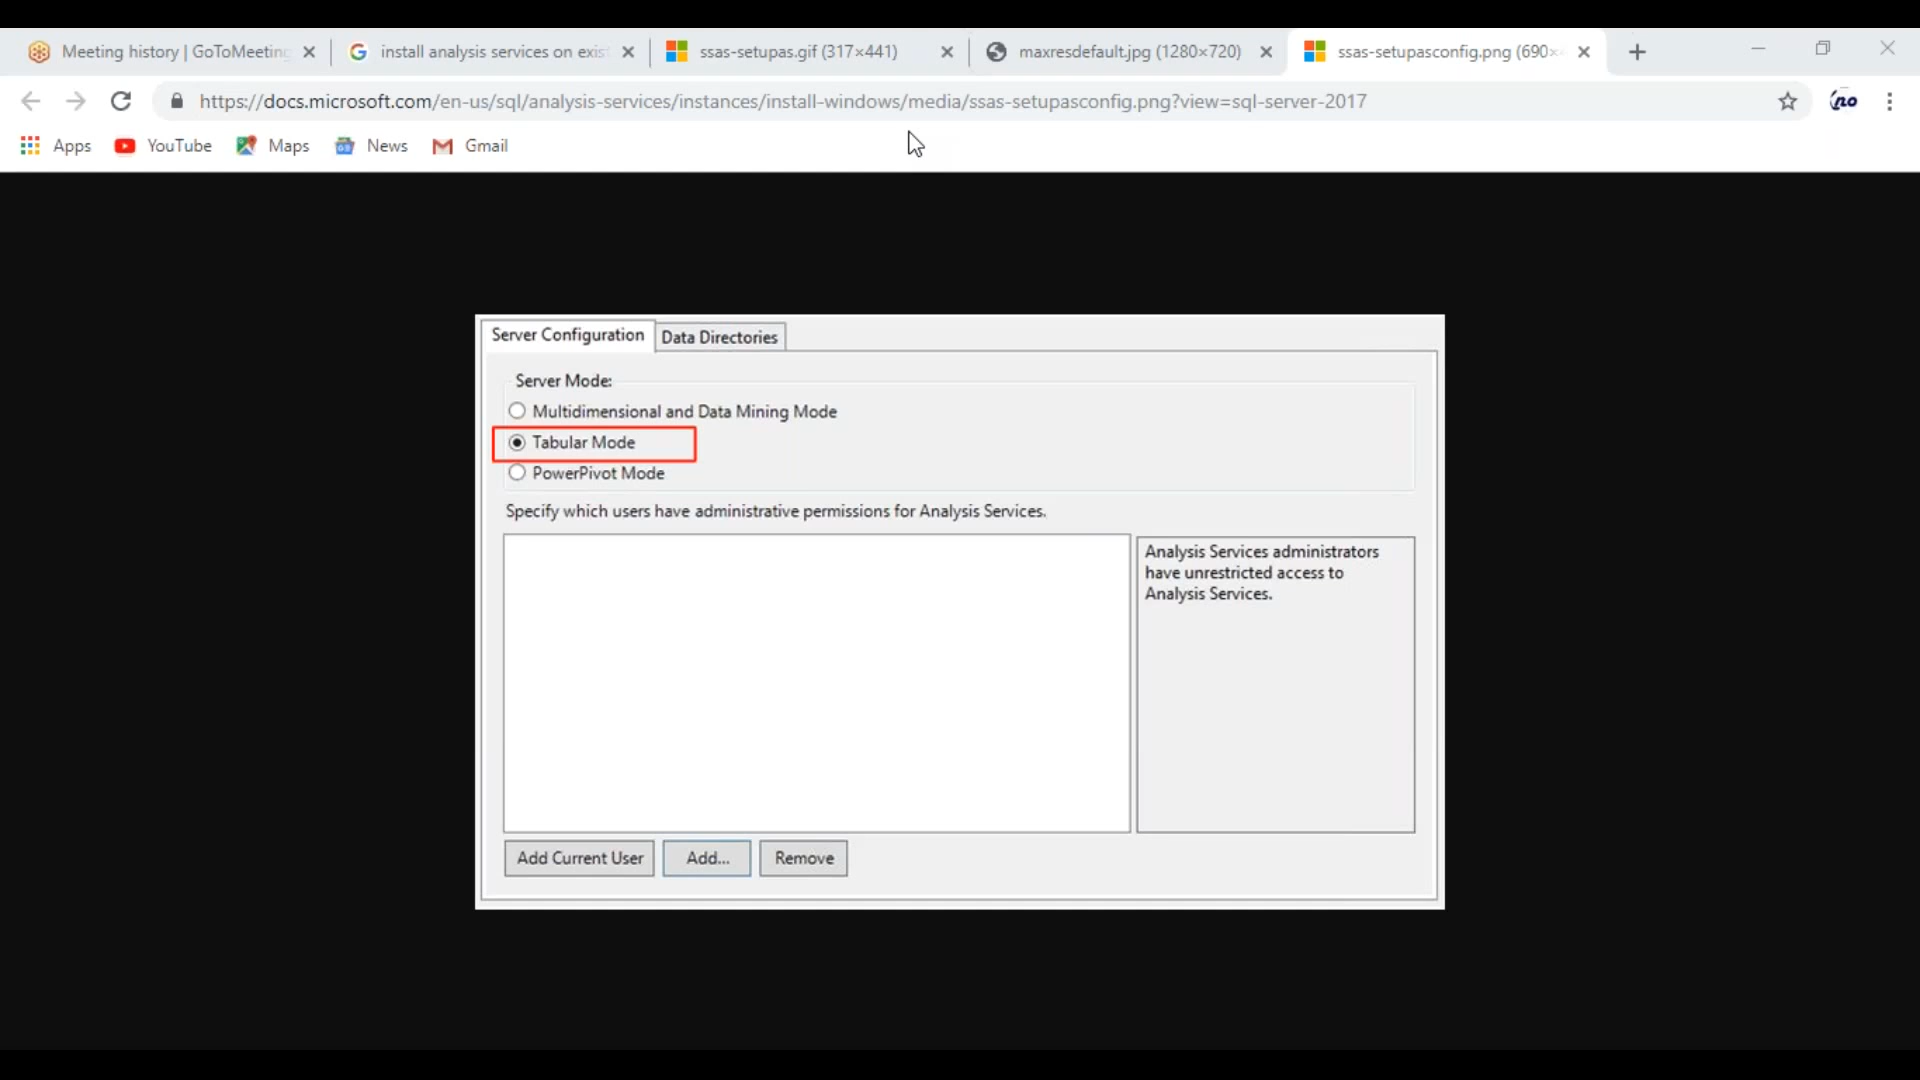 Meeting history | GoToMeeting
install analysis services on exis
ssas-setupas.gif (317×441)
maxresdefault.jpg (1280×720)
ssas-setupasconfig.png (690×
https://docs.microsoft.com/en-us/sql/analysis-services/instances/install-windows/media/ssas-setupasconfig.png?view=sql-server-2017
no
Apps
YouTube
Maps
News
Gmail
Server Configuration
Data Directories
Server Mode:
Multidimensional and Data Mining Mode
Tabular Mode
PowerPivot Mode
Specify which users have administrative permissions for Analysis Services.
Analysis Services administrators
have unrestricted access to
Analysis Services.
Add Current User
Add...
Remove